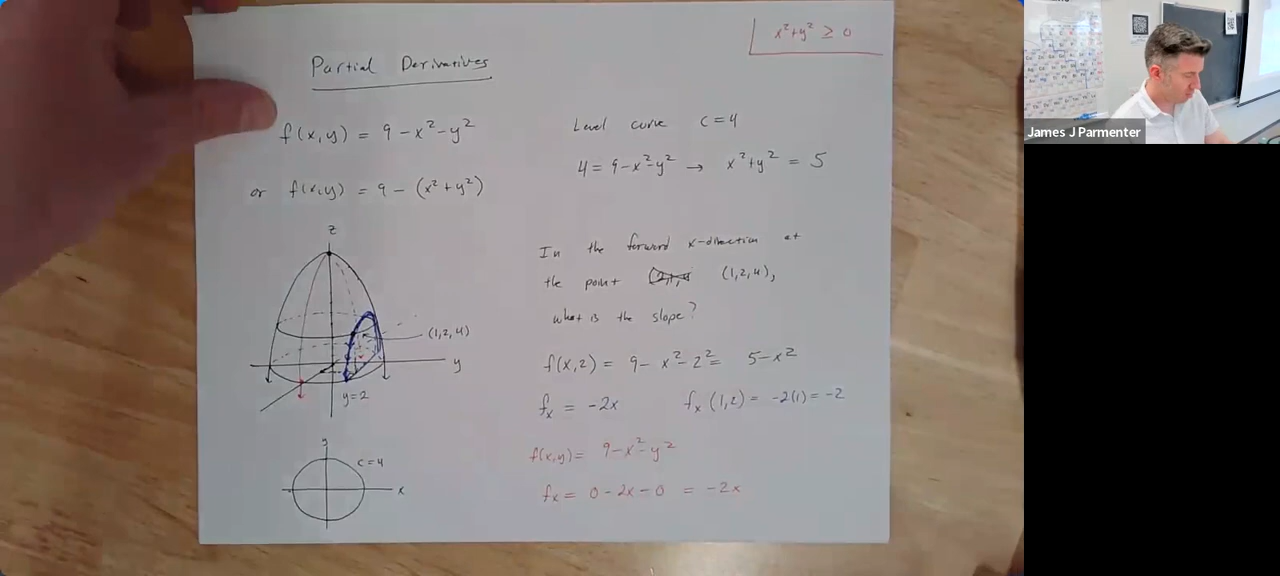 x²+y² ≥ 0
Partial Derivatives
f(x,y) = 9 - x² - y²
or f(x,y) = 9 - (x² + y²)
z
(1,2,4)
y
y=2
y
c=4
x
Level curve c=4
4 = 9 - x² - y² → x² + y² = 5
In the forward x-direction at
the point (1,2,4),
what is the slope?
f(x,2) = 9 - x² - 2² = 5 - x²
fₓ = -2x fₓ (1,2) = -2(1) = -2
f(x,y) = 9 - x² - y²
fx = 0 - 2x - 0 = -2x
James J Parmenter